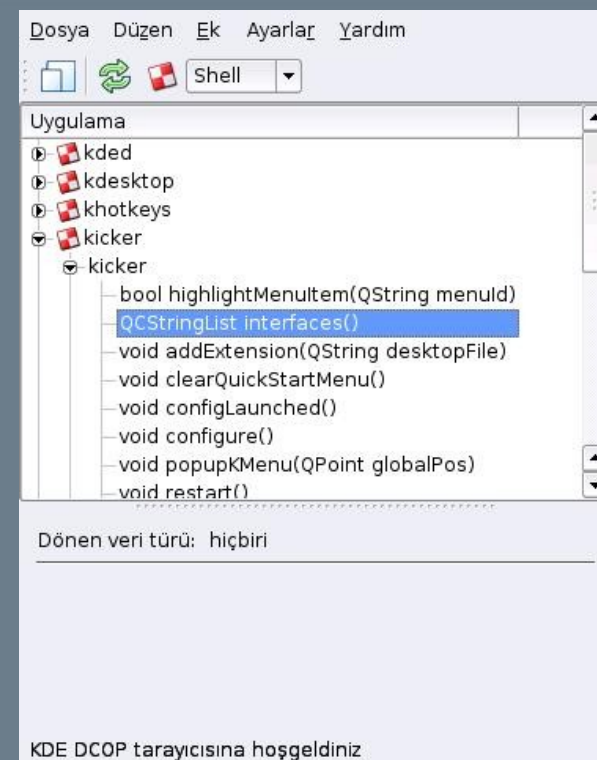 Dosya Düzen Ek Ayarlar Yardım
Shell
Uygulama
kded
kdesktop
khotkeys
kicker
kicker
bool highlightMenuItem(QString menuId)
QCStringList interfaces()
void addExtension(QString desktopFile)
void clearQuickStartMenu()
void configLaunched()
void configure()
void popupKMenu(QPoint globalPos)
void restart()
Dönen veri türü: hiçbiri
KDE DCOP tarayıcısına hoşgeldiniz